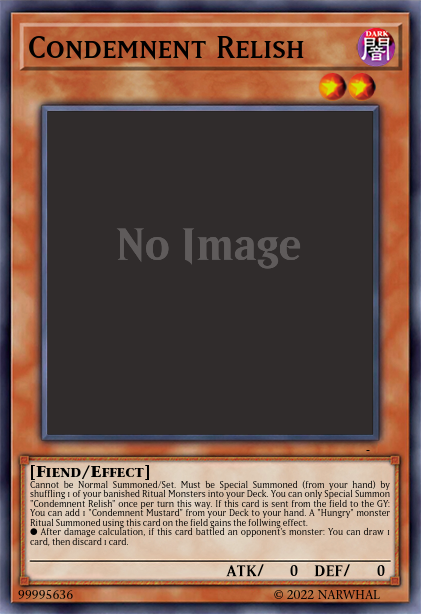 CONDEMNENT RELISH
DARK
闇
No Image
-
[FIEND/EFFECT]
Cannot be Normal Summoned/Set. Must be Special Summoned (from your hand) by
shuffling 1 of your banished Ritual Monsters into your Deck. You can only Special Summon
"Condemnent Relish" once per turn this way. If this card is sent from the field to the GY:
You can add 1 "Condemnent Mustard" from your Deck to your hand. A "Hungry" monster
Ritual Summoned using this card on the field gains the follwing effect.
● After damage calculation, if this card battled an opponent's monster: You can draw 1
card, then discard 1 card.
ATK/ 0 DEF/ 0
99995636 © 2022 NARWHAL